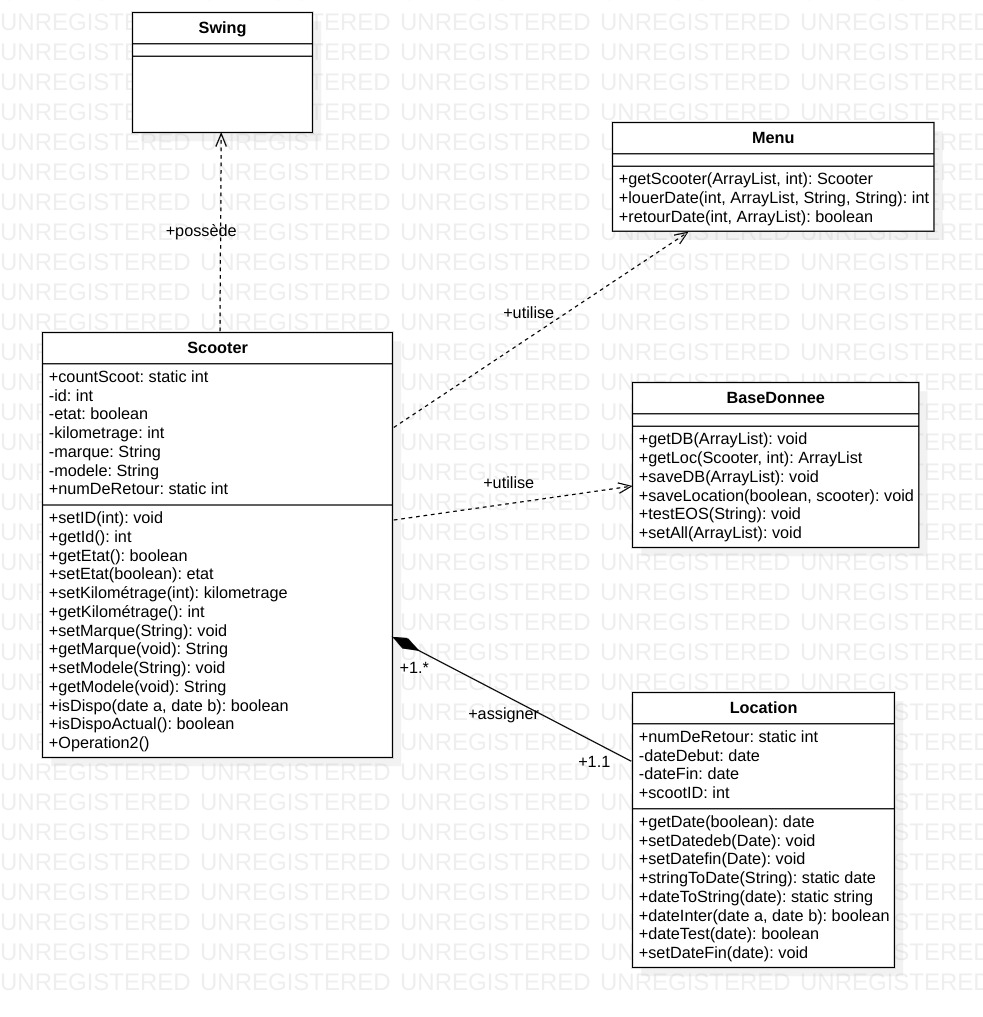 Swing
+possède
Menu
+getScooter(ArrayList, int): Scooter
+louerDate(int, ArrayList, String, String): int
+retourDate(int, ArrayList): boolean
+utilise
Scooter
+countScoot: static int
-id: int
-etat: boolean
-kilometrage: int
-marque: String
-modele: String
+numDeRetour: static int
+setID(int): void
+getId(): int
+getEtat(): boolean
+setEtat(boolean): etat
+setKilométrage(int): kilometrage
+getKilométrage(): int
+setMarque(String): void
+getMarque(void): String
+setModele(String): void
+getModele(void): String
+isDispo(date a, date b): boolean
+isDispoActual(): boolean
+Operation2()
+utilise
BaseDonnee
+getDB(ArrayList): void
+getLoc(Scooter, int): ArrayList
+saveDB(ArrayList): void
+saveLocation(boolean, scooter): void
+testEOS(String): void
+setAll(ArrayList): void
+1.*
+assigner
+1.1
Location
+numDeRetour: static int
-dateDebut: date
-dateFin: date
+scootID: int
+getDate(boolean): date
+setDatedeb(Date): void
+setDatefin(Date): void
+stringToDate(String): static date
+dateToString(date): static string
+dateInter(date a, date b): boolean
+dateTest(date): boolean
+setDateFin(date): void
UNREGISTERED